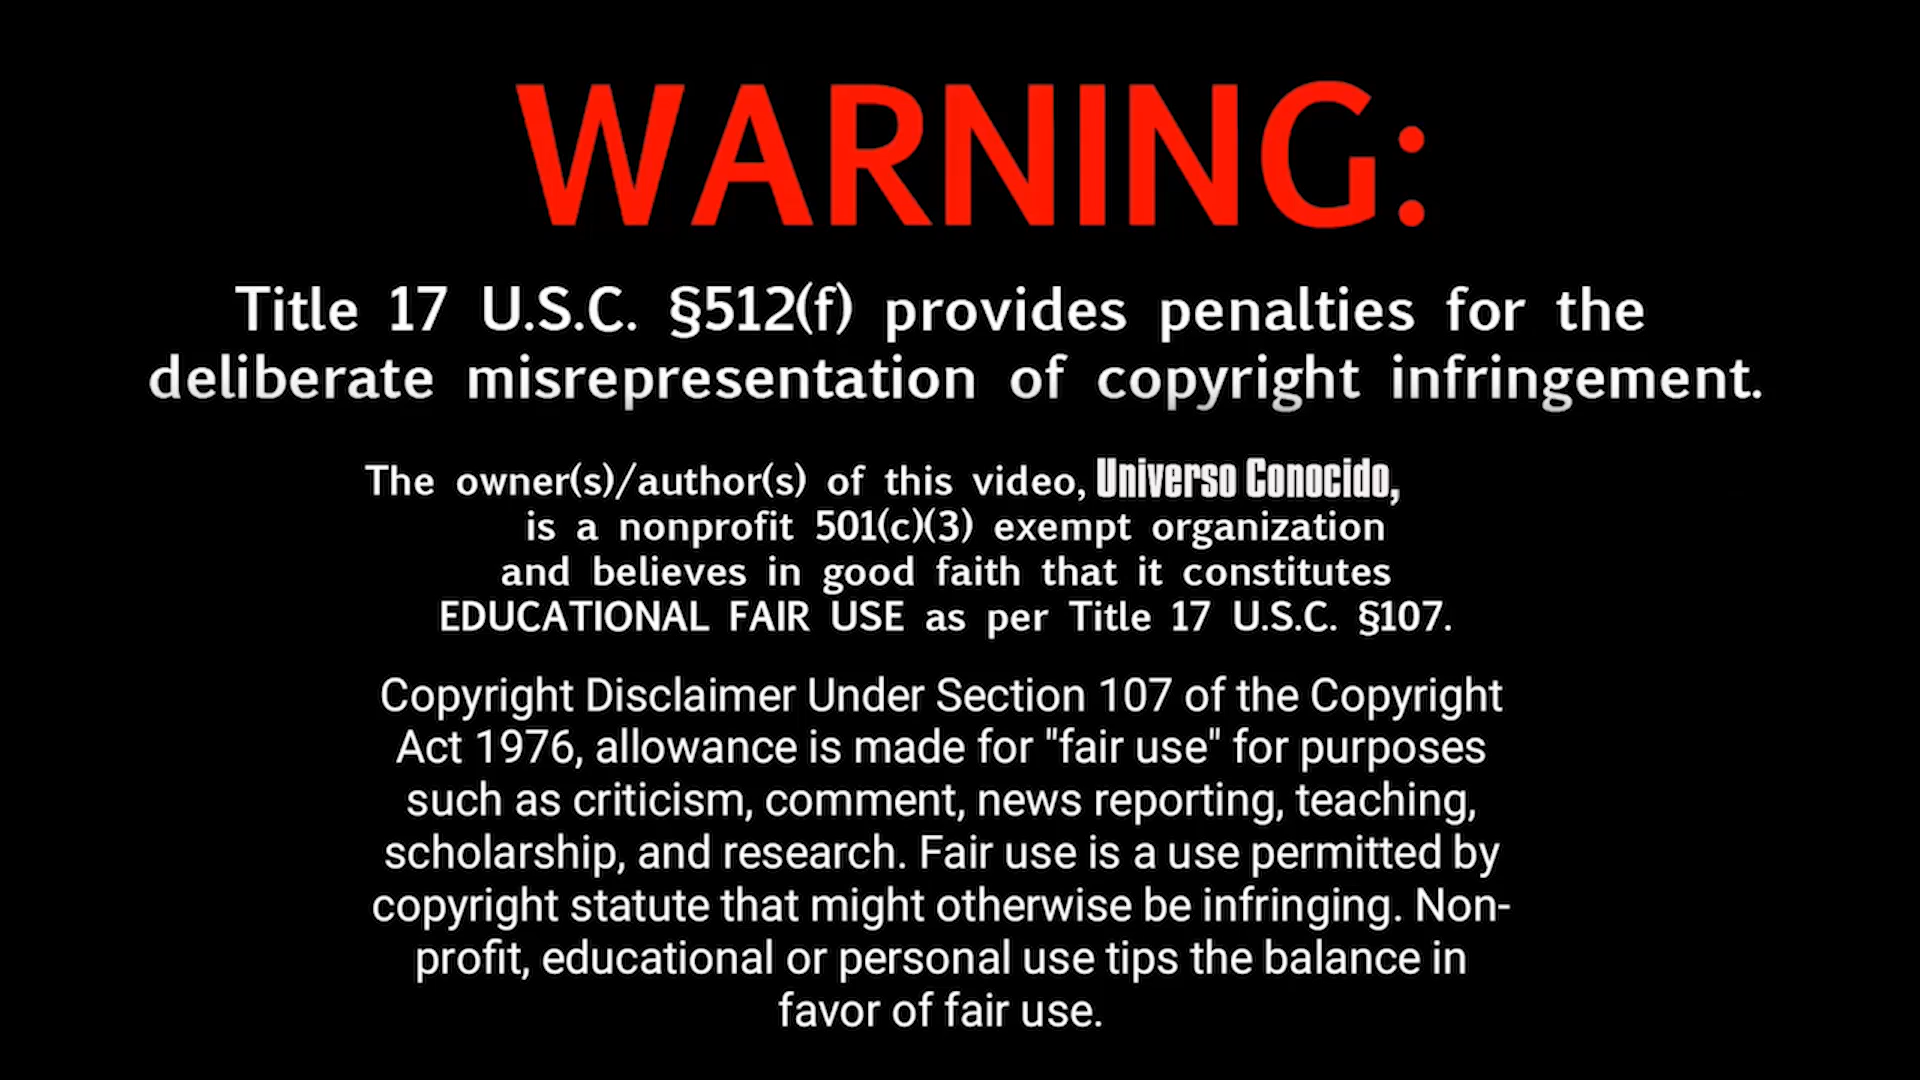 WARNING:
Title 17 U.S.C. §512(f) provides penalties for the
deliberate misrepresentation of copyright infringement.
The owner(s)/author(s) of this video, Universo Conocido,
is a nonprofit 501(c)(3) exempt organization
and believes in good faith that it constitutes
EDUCATIONAL FAIR USE as per Title 17 U.S.C. §107.
Copyright Disclaimer Under Section 107 of the Copyright
Act 1976, allowance is made for "fair use" for purposes
such as criticism, comment, news reporting, teaching,
scholarship, and research. Fair use is a use permitted by
copyright statute that might otherwise be infringing. Non-
profit, educational or personal use tips the balance in
favor of fair use.